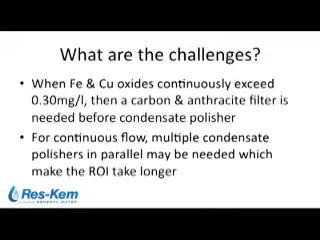 What are the challenges?
• When Fe & Cu oxides continuously exceed
0.30mg/l, then a carbon & anthracite filter is
needed before condensate polisher
• For continuous flow, multiple condensate
polishers in parallel may be needed which
make the ROI take longer
Res-Kem
GENERAL WATER